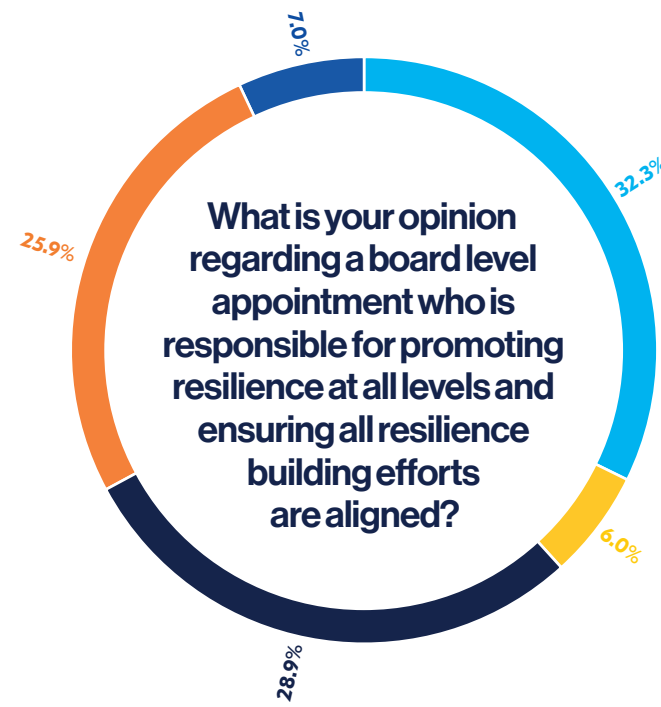 7.0%
32.3%
25.9%
What is your opinion
regarding a board level
appointment who is
responsible for promoting
resilience at all levels and
ensuring all resilience
building efforts
are aligned?
6.0%
28.9%